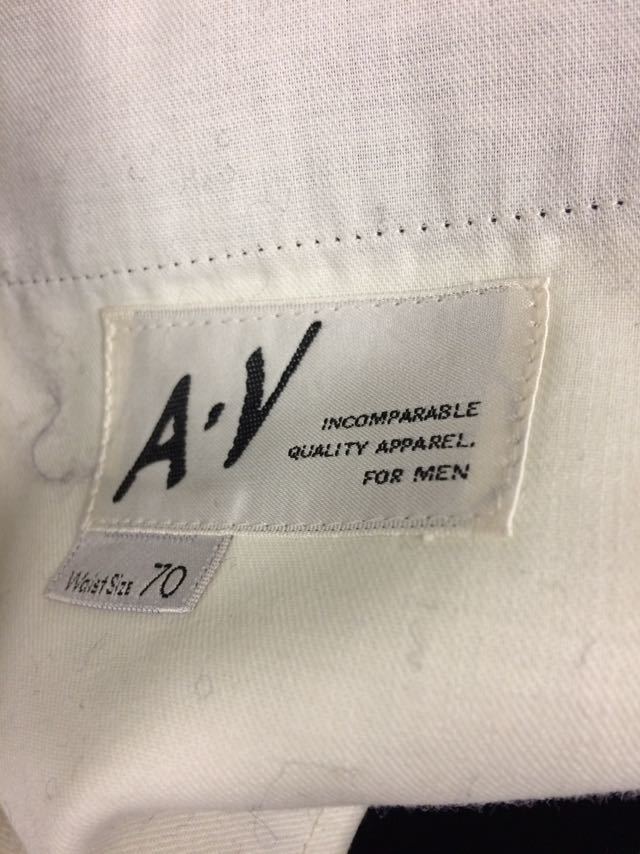 A·V
INCOMPARABLE
QUALITY APPAREL.
FOR MEN
Waist Size 70